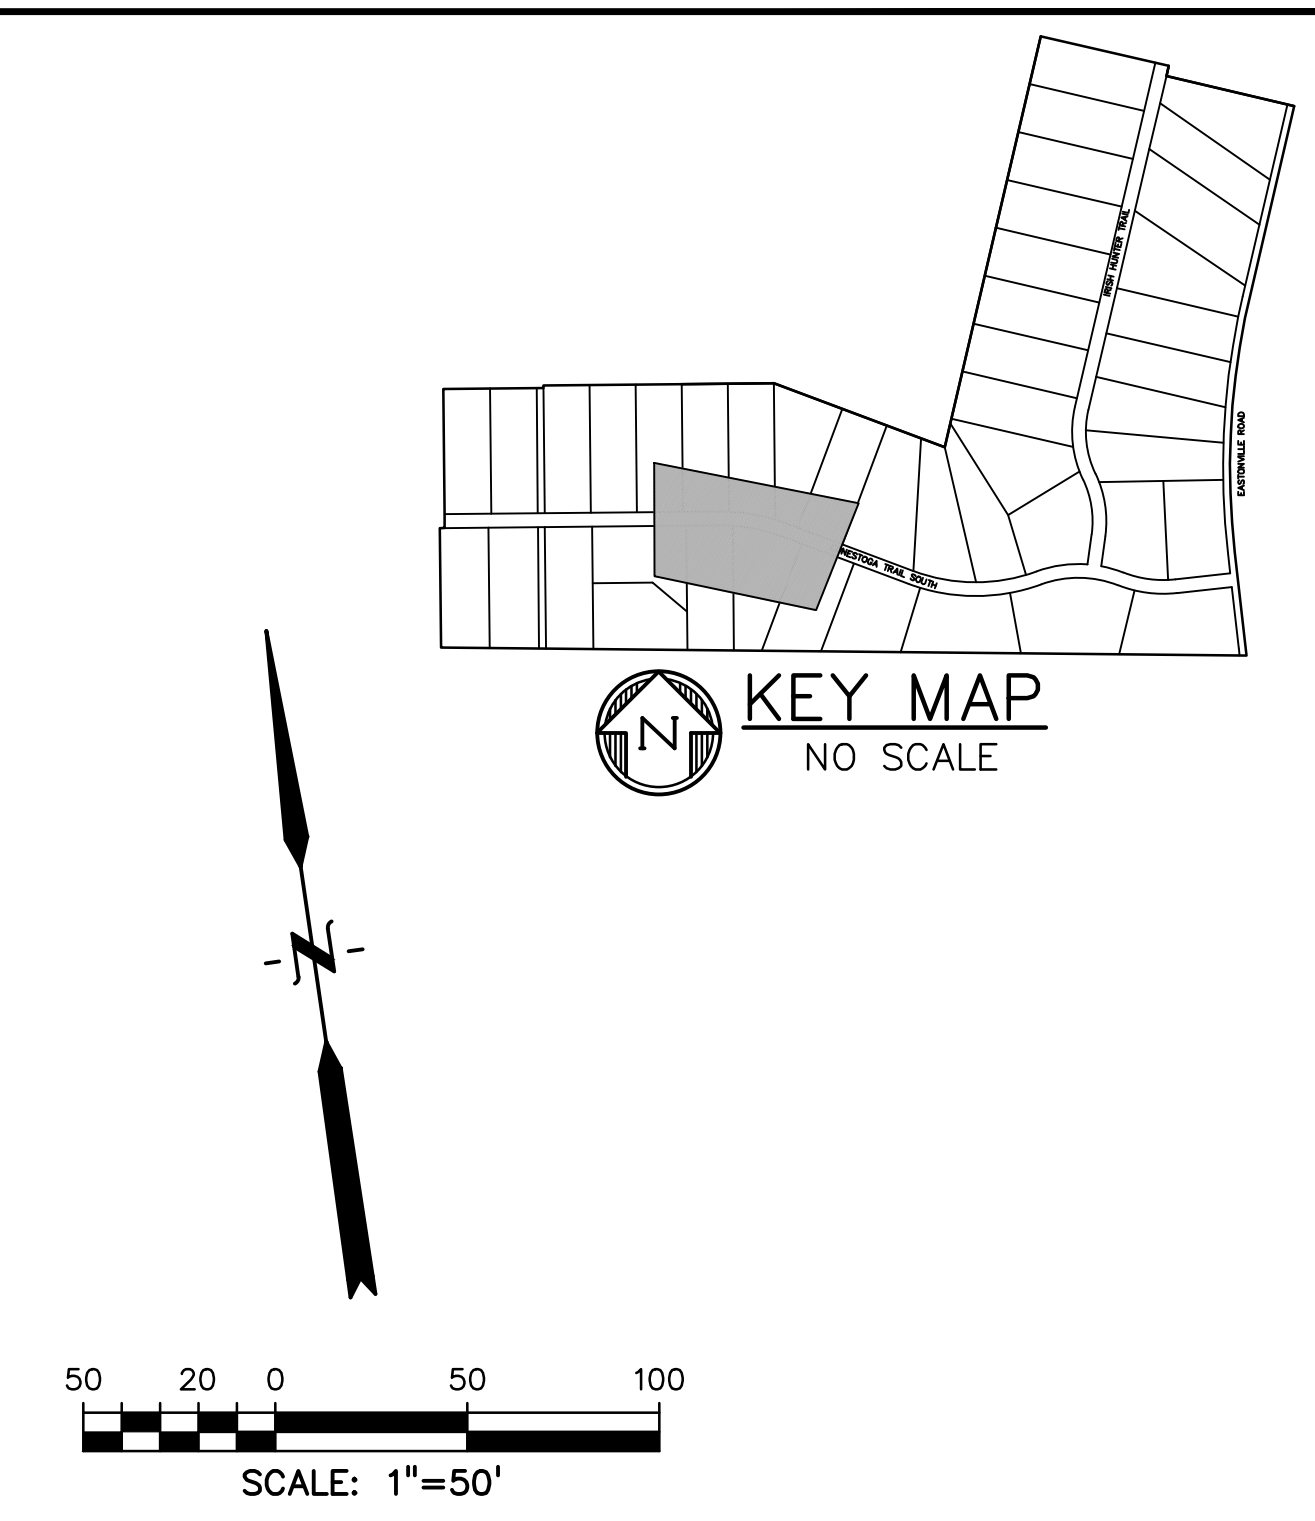 IRISH HUNTER TRAIL
EASTONVILLE ROAD
NESTOGA TRAIL SOUTH
N
KEY MAP
NO SCALE
N
50 20 0 50 100
SCALE: 1"=50'